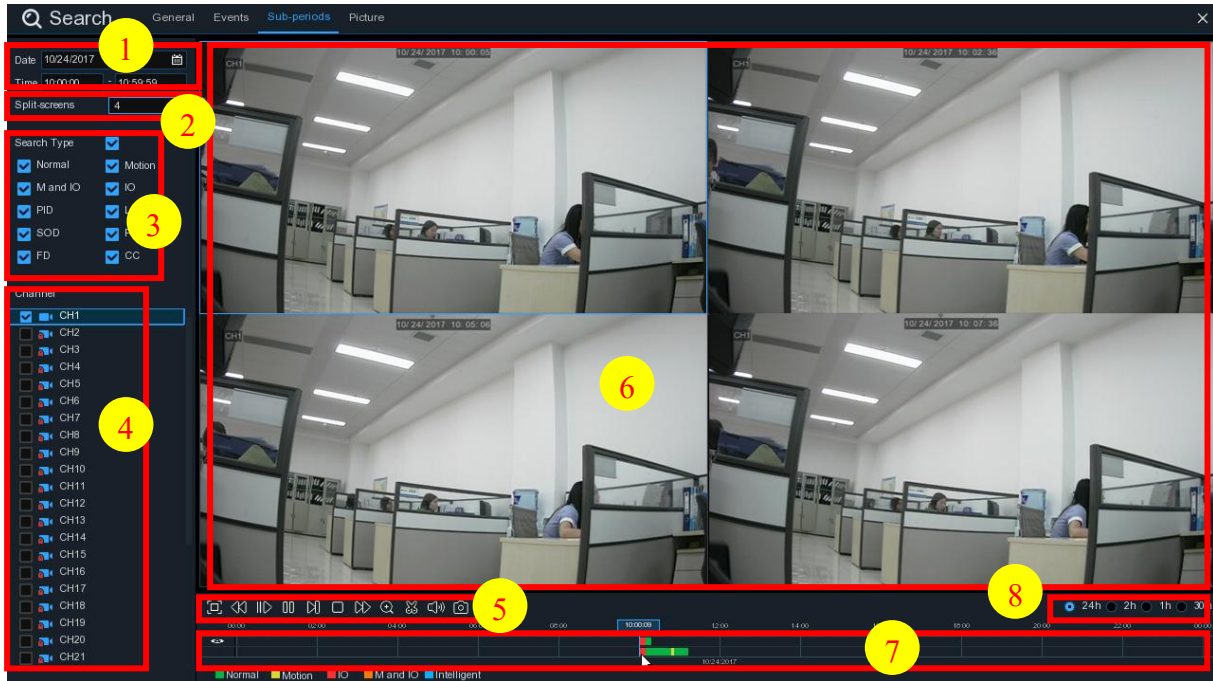 Search General Events Sub-periods Picture
1
Date 10/24/2017
Time 10:00:00 - 10:59:59
Split-screens 4
2
Search Type
Normal Motion
M and IO IO
PID
SOD
FD CC
3
Channel
CH1
CH2
CH3
CH4
CH5
CH6
CH7
CH8
CH9
CH10
CH11
CH12
CH13
CH14
CH15
CH16
CH17
CH18
CH19
CH20
CH21
4
10/24/2017 10:00:05
CH1
10/24/2017 10:02:36
CH1
10/24/2017 10:05:06
CH1
10/24/2017 10:07:36
CH1
6
5
8
24h 2h 1h 30
00:00 02:00 04:00 08:00 10:00:09 12:00 14:00 18:00 20:00 22:00 00:00
7
10/24/2017
Normal Motion IO M and IO Intelligent